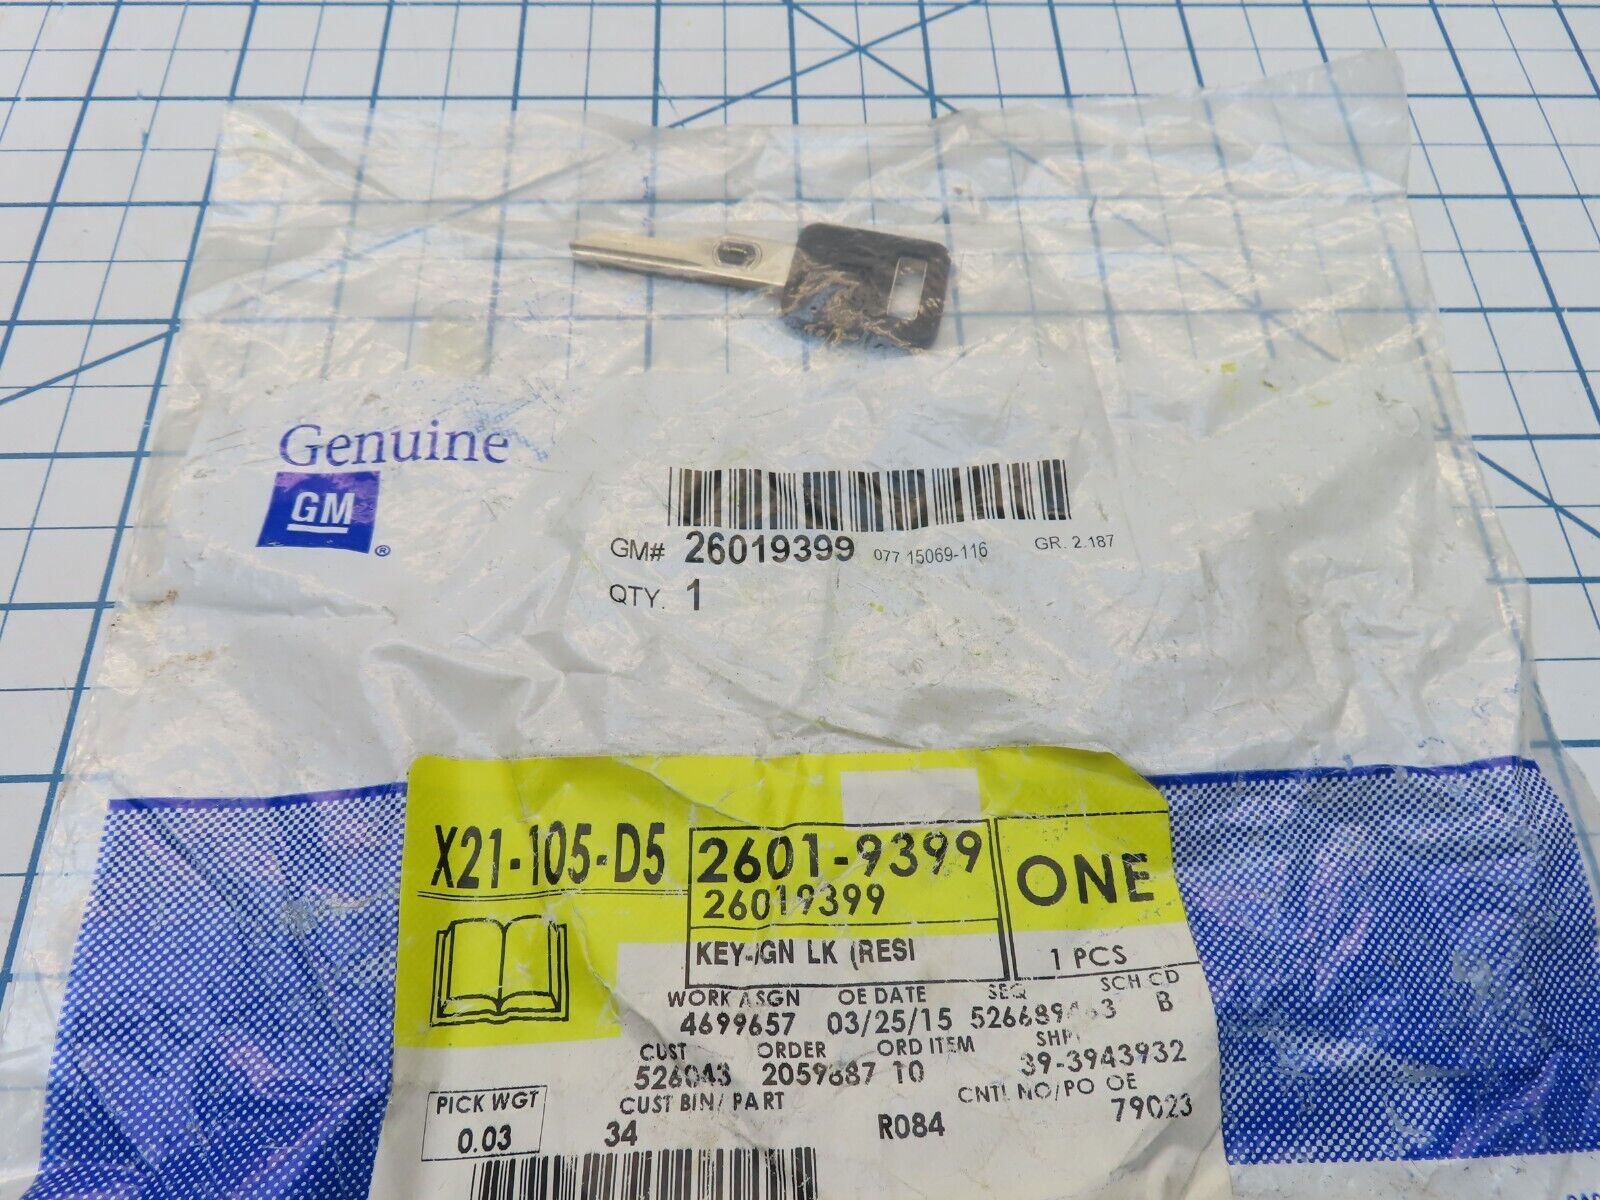 Genuine
GM
®
GM# 26019399 077 15069-116 GR. 2.187
QTY. 1
X21-105-D5
2601-9399
26019399
KEY-IGN LK (RESI
ONE
1 PCS
WORK ASGN OE DATE SEQ SCH CD
4699657 03/25/15 B
CUST ORDER ORD ITEM
526043 2059687 10 39-3943932
PICK WGT
0.03
CUST BIN/ PART CNTL NO/PO OE
34 R084 79023